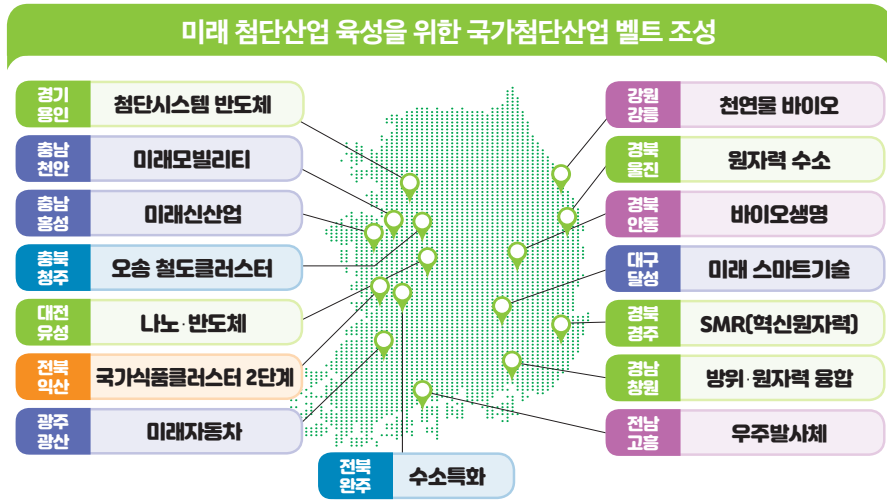 미래 첨단산업 육성을 위한 국가첨단산업 벨트 조성
경기
용인
첨단시스템 반도체
충남
천안
미래모빌리티
충남
홍성
미래신산업
충북
청주
오송 철도클러스터
대전
유성
나노·반도체
전북
익산
국가식품클러스터 2단계
광주
광산
미래자동차
전북
완주
수소특화
강원
강릉
천연물 바이오
경북
울진
원자력 수소
경북
안동
바이오생명
대구
달성
미래 스마트기술
경북
경주
SMR(혁신원자력)
경남
창원
방위·원자력 융합
전남
고흥
우주발사체